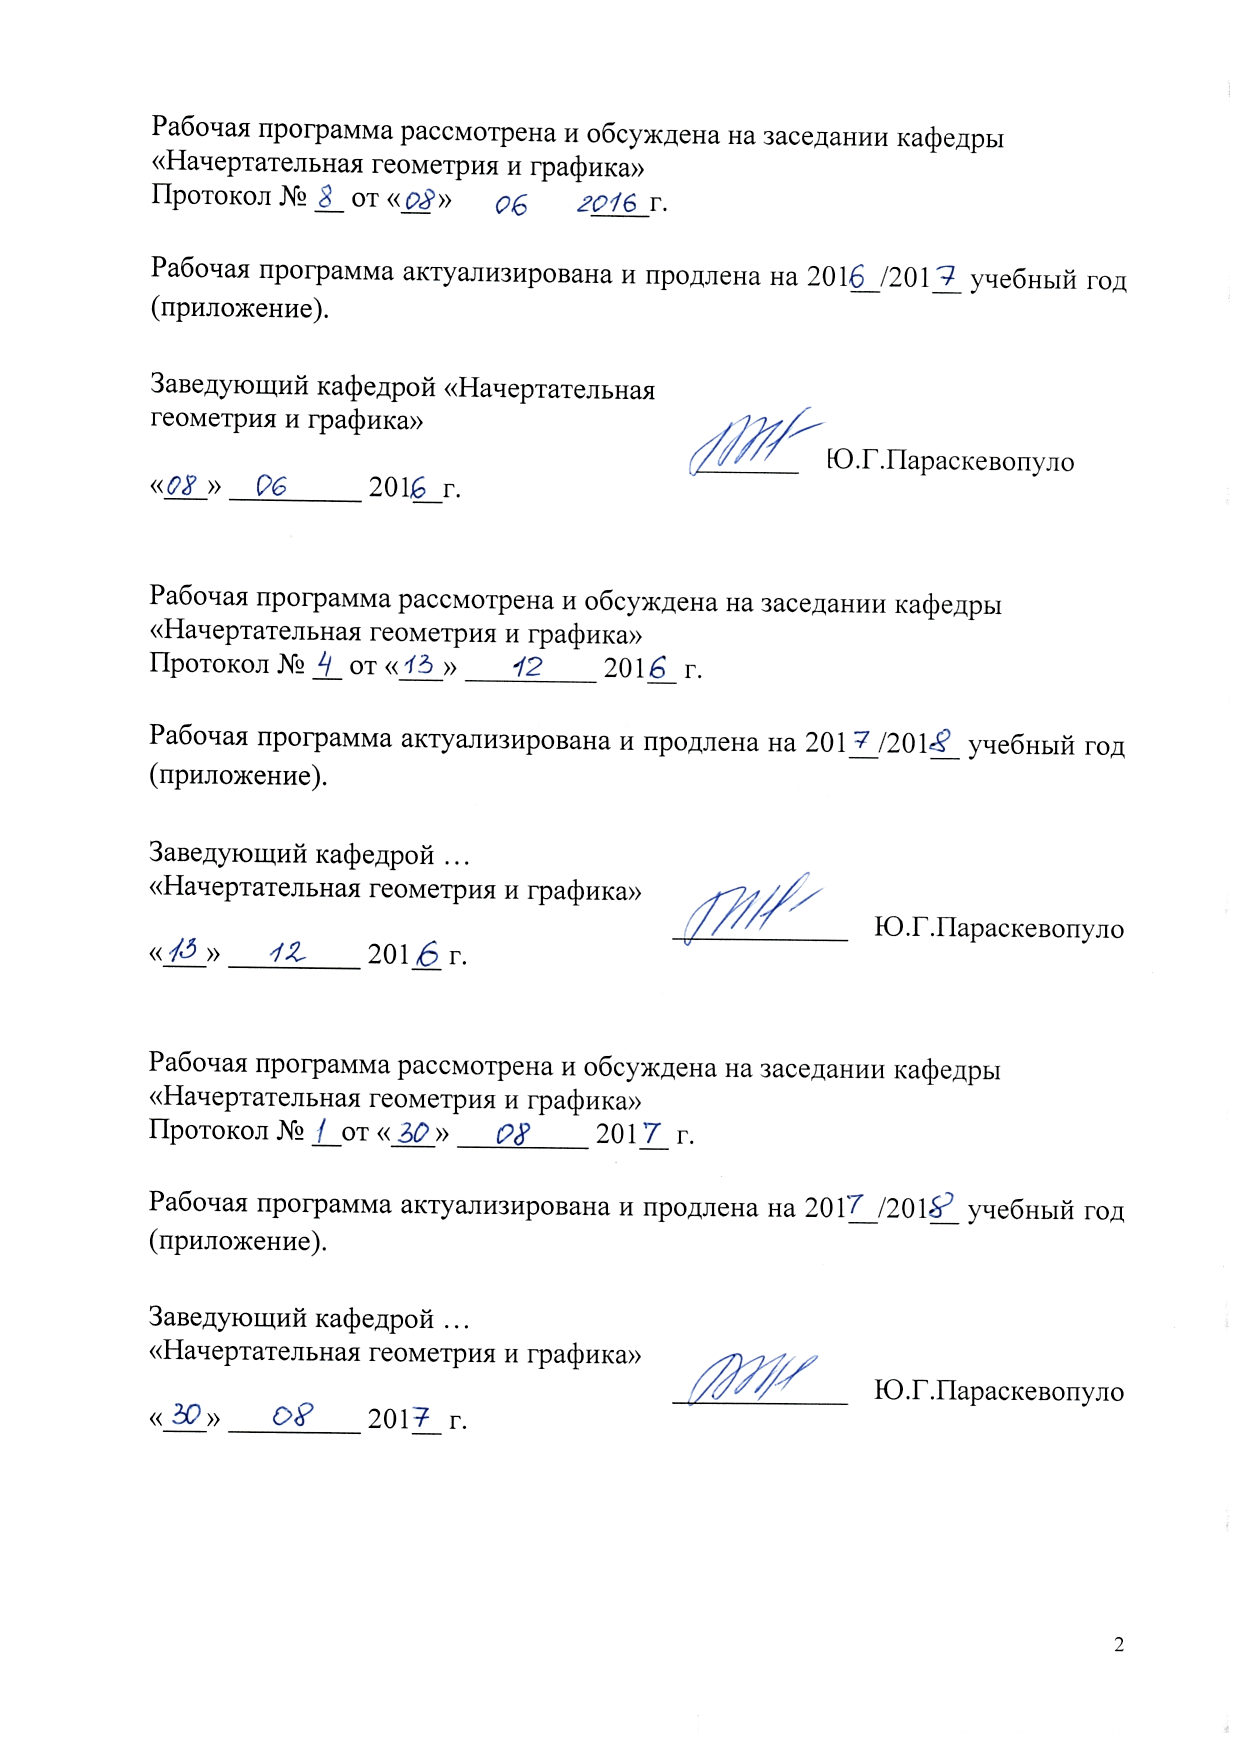 Рабочая программа рассмотрена и обсуждена на заседании кафедры
«Начертательная геометрия и графика»
Протокол № 8 от «08» 06 2016г.
Рабочая программа актуализирована и продлена на 2016/2017 учебный год
(приложение).
Заведующий кафедрой «Начертательная
геометрия и графика»
Ю.Г.Параскевопуло
«08» 06 2016г.
Рабочая программа рассмотрена и обсуждена на заседании кафедры
«Начертательная геометрия и графика»
Протокол № 4 от «13» 12 2016 г.
Рабочая программа актуализирована и продлена на 2017/2018 учебный год
(приложение).
Заведующий кафедрой …
«Начертательная геометрия и графика»
Ю.Г.Параскевопуло
«13» 12 2016 г.
Рабочая программа рассмотрена и обсуждена на заседании кафедры
«Начертательная геометрия и графика»
Протокол № 1 от «30» 08 2017 г.
Рабочая программа актуализирована и продлена на 2017/2018 учебный год
(приложение).
Заведующий кафедрой …
«Начертательная геометрия и графика»
Ю.Г.Параскевопуло
«30» 08 2017 г.
2